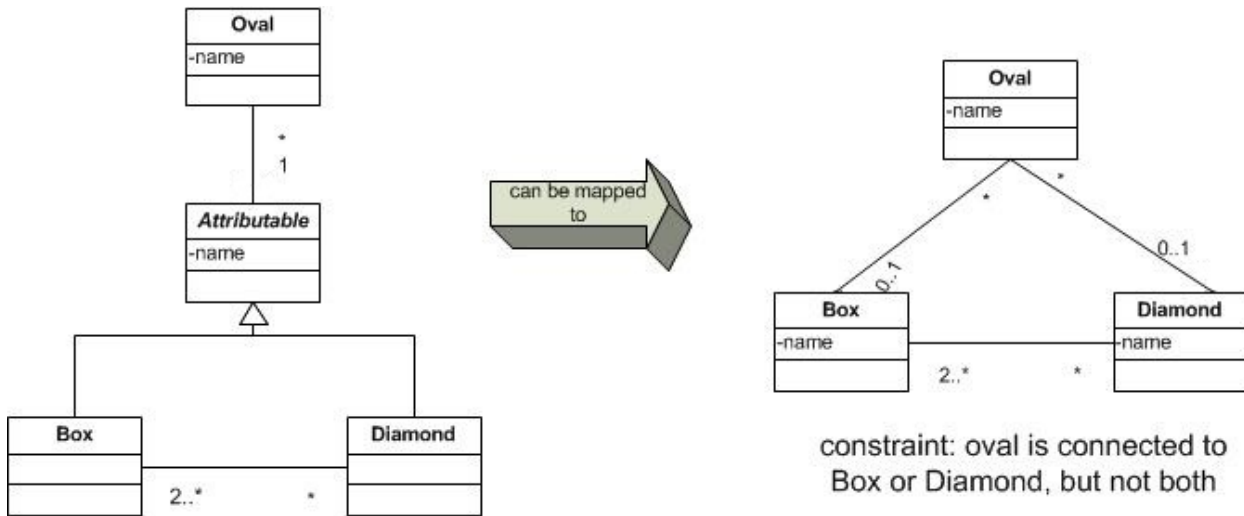 Oval
-name
*
1
Attributable
-name
Box
Diamond
2..*
*
can be mapped
to
Oval
-name
*
*
0..1
0..1
Box
-name
Diamond
-name
2..*
*
constraint: oval is connected to
Box or Diamond, but not both